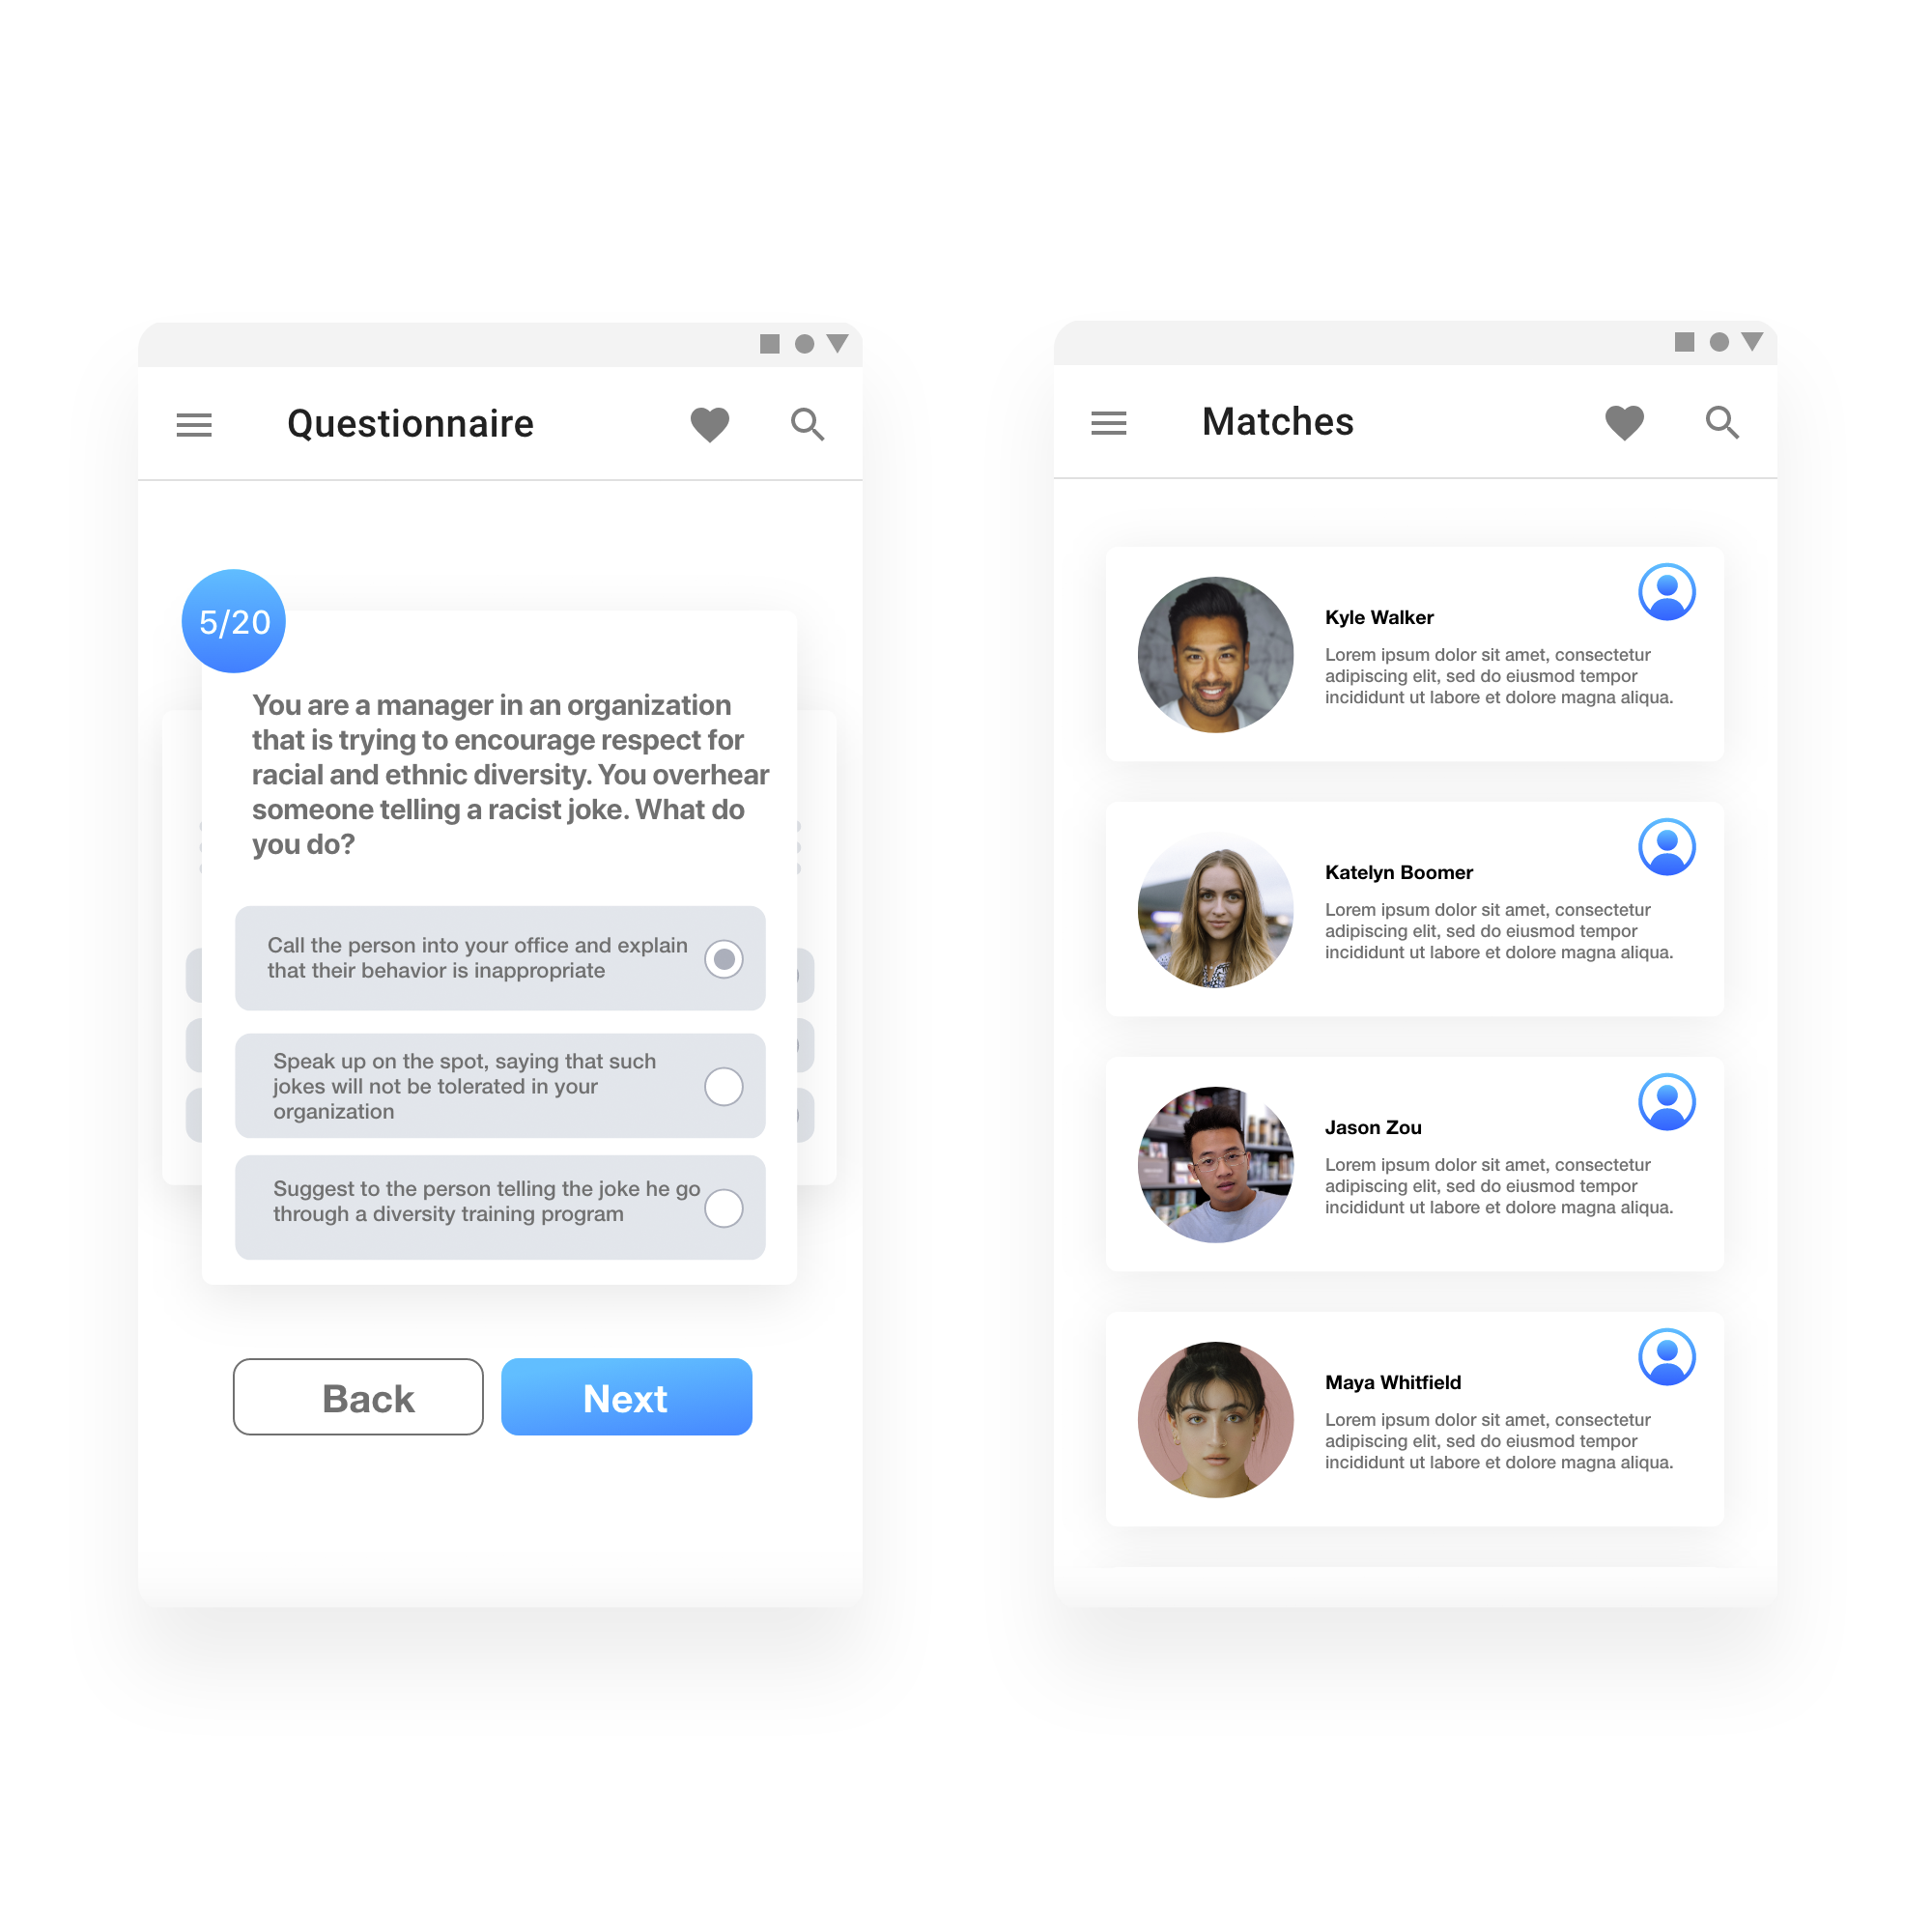 Questionnaire
5/20
You are a manager in an organization
that is trying to encourage respect for
racial and ethnic diversity. You overhear
someone telling a racist joke. What do
you do?
Call the person into your office and explain
that their behavior is inappropriate
Speak up on the spot, saying that such
jokes will not be tolerated in your
organization
Suggest to the person telling the joke he go
through a diversity training program
Back
Next
Matches
Kyle Walker
Lorem ipsum dolor sit amet, consectetur
adipiscing elit, sed do eiusmod tempor
incididunt ut labore et dolore magna aliqua.
Katelyn Boomer
Lorem ipsum dolor sit amet, consectetur
adipiscing elit, sed do eiusmod tempor
incididunt ut labore et dolore magna aliqua.
Jason Zou
Lorem ipsum dolor sit amet, consectetur
adipiscing elit, sed do eiusmod tempor
incididunt ut labore et dolore magna aliqua.
Maya Whitfield
Lorem ipsum dolor sit amet, consectetur
adipiscing elit, sed do eiusmod tempor
incididunt ut labore et dolore magna aliqua.